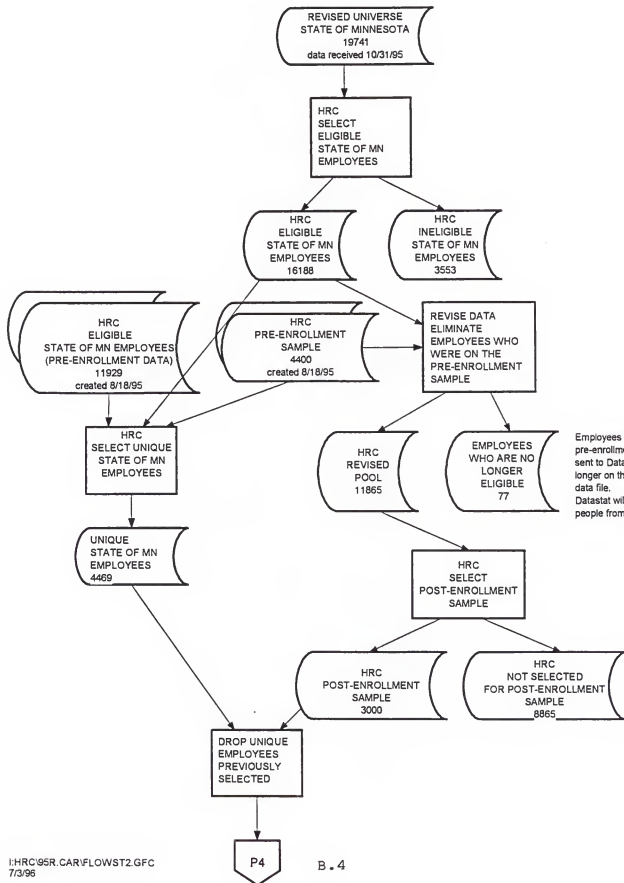 REVISED UNIVERSE
STATE OF MINNESOTA
19741
data received 10/31/95
HRC
SELECT
ELIGIBLE
STATE OF MN
EMPLOYEES
HRC
ELIGIBLE
STATE OF MN
EMPLOYEES
16188
HRC
INELIGIBLE
STATE OF MN
EMPLOYEES
3553
HRC
ELIGIBLE
STATE OF MN EMPLOYEES
(PRE-ENROLLMENT DATA)
11929
created 8/18/95
HRC
PRE-ENROLLMENT
SAMPLE
4400
created 8/18/95
REVISE DATA
ELIMINATE
EMPLOYEES WHO
WERE ON THE
PRE-ENROLLMENT
SAMPLE
HRC
SELECT UNIQUE
STATE OF MN
EMPLOYEES
HRC
REVISED
POOL
11865
EMPLOYEES
WHO ARE NO
LONGER
ELIGIBLE
77
Employees
pre-enrollme
sent to Data
longer on th
data file.
Datastat wil
people from
UNIQUE
STATE OF MN
EMPLOYEES
4469
HRC
SELECT
POST-ENROLLMENT
SAMPLE
HRC
POST-ENROLLMENT
SAMPLE
3000
HRC
NOT SELECTED
FOR POST-ENROLLMENT
SAMPLE
8865
DROP UNIQUE
EMPLOYEES
PREVIOUSLY
SELECTED
P4
I:HRC\95R.CAR\FLOWST2.GFC
7/3/96
B.4